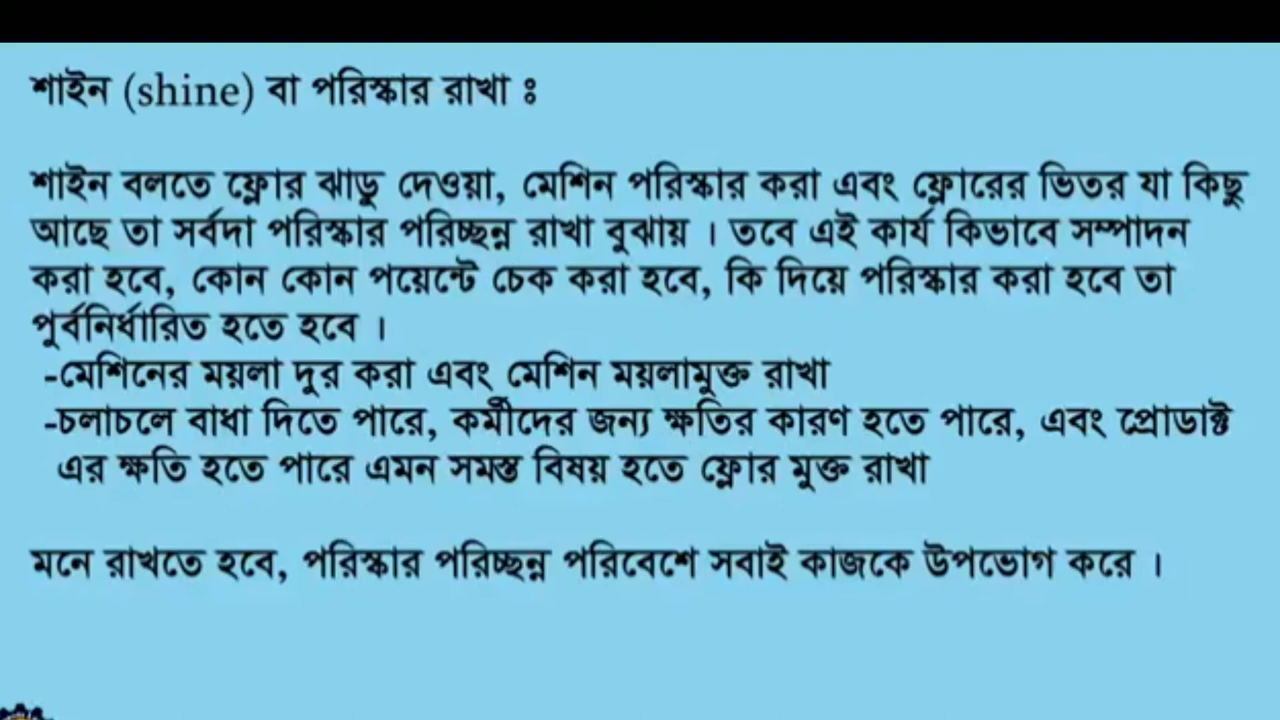 শাইন (shine) বা পরিস্কার রাখা ঃ
শাইন বলতে ফ্লোর ঝাড়ু দেওয়া, মেশিন পরিস্কার করা এবং ফ্লোরের ভিতর যা কিছু
আছে তা সর্বদা পরিস্কার পরিচ্ছন্ন রাখা বুঝায় । তবে এই কার্য কিভাবে সম্পাদন
করা হবে, কোন কোন পয়েন্টে চেক করা হবে, কি দিয়ে পরিস্কার করা হবে তা
পুর্বনির্ধারিত হতে হবে ।
-মেশিনের ময়লা দুর করা এবং মেশিন ময়লামুক্ত রাখা
-চলাচলে বাধা দিতে পারে, কর্মীদের জন্য ক্ষতির কারণ হতে পারে, এবং প্রোডাক্ট
এর ক্ষতি হতে পারে এমন সমস্ত বিষয় হতে ফ্লোর মুক্ত রাখা
মনে রাখতে হবে, পরিস্কার পরিচ্ছন্ন পরিবেশে সবাই কাজকে উপভোগ করে ।